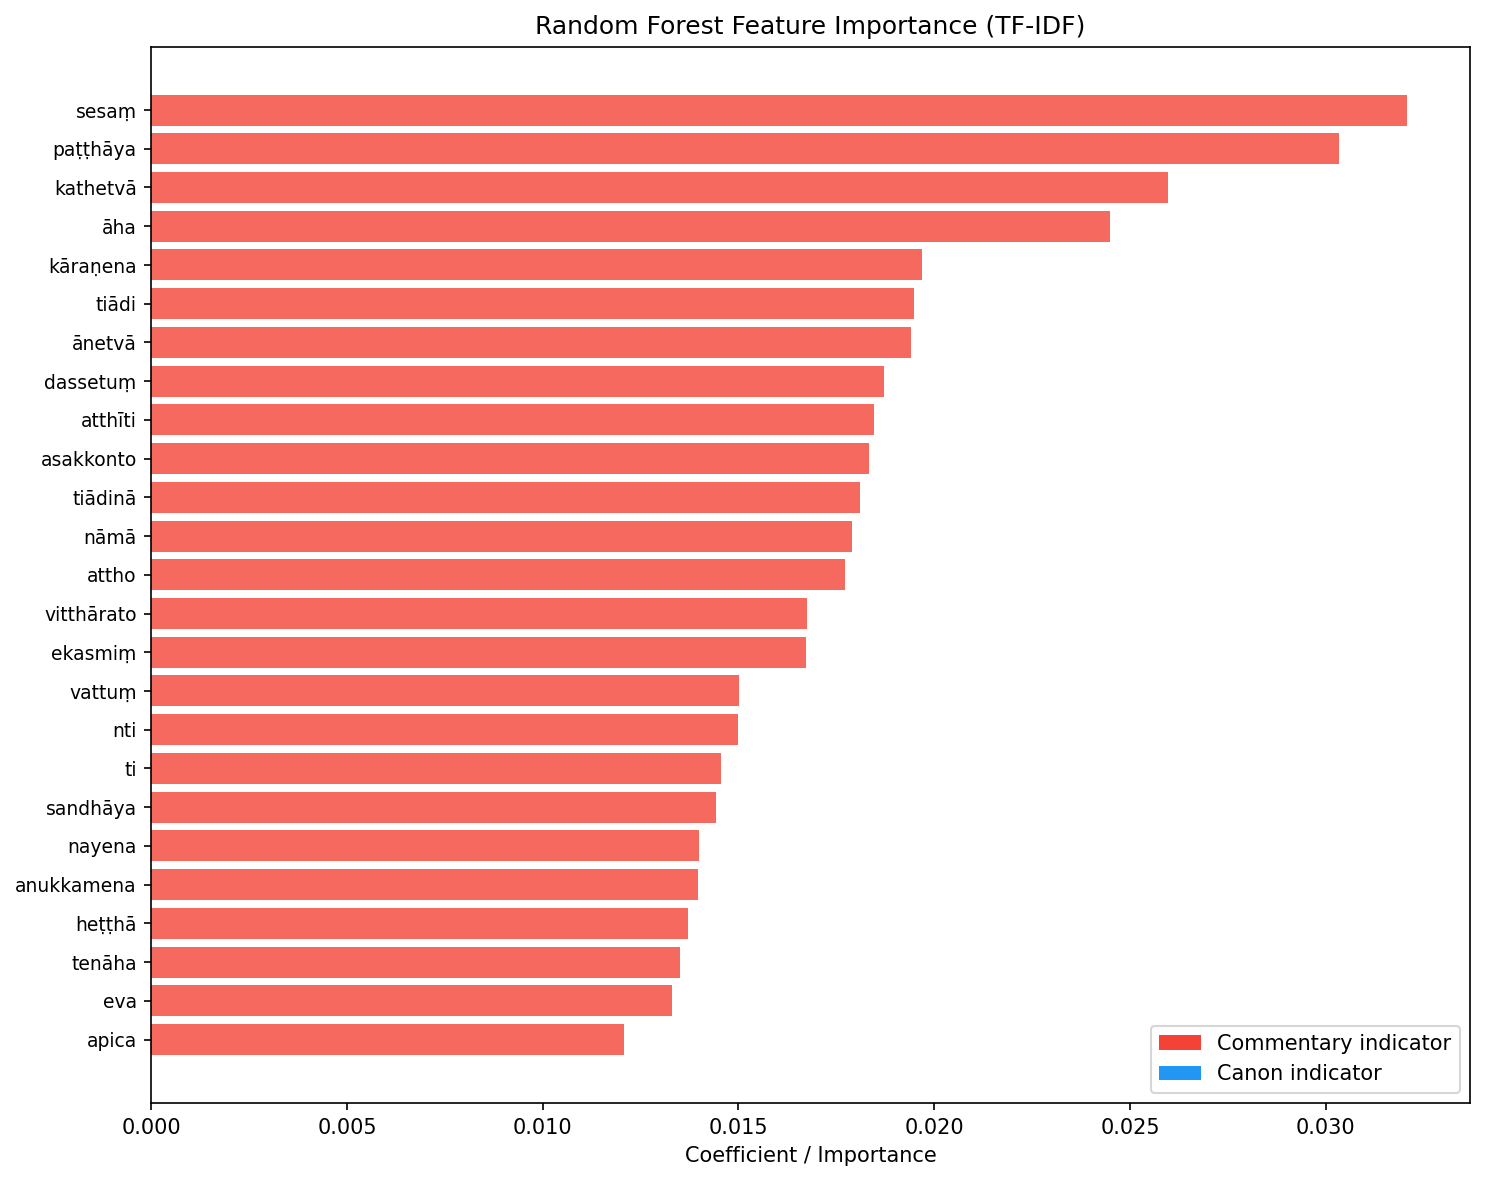 Random Forest Feature Importance (TF-IDF)
sesaṃ
paṭṭhāya
kathetvā
āha
kāraṇena
tiādi
ānetvā
dassetuṃ
atthīti
asakkonto
tiādinā
nāmā
attho
vitthārato
ekasmiṃ
vattuṃ
nti
ti
sandhāya
nayena
anukkamena
heṭṭhā
tenāha
eva
apica
Commentary indicator
Canon indicator
0.000 0.005 0.010 0.015 0.020 0.025 0.030
Coefficient / Importance